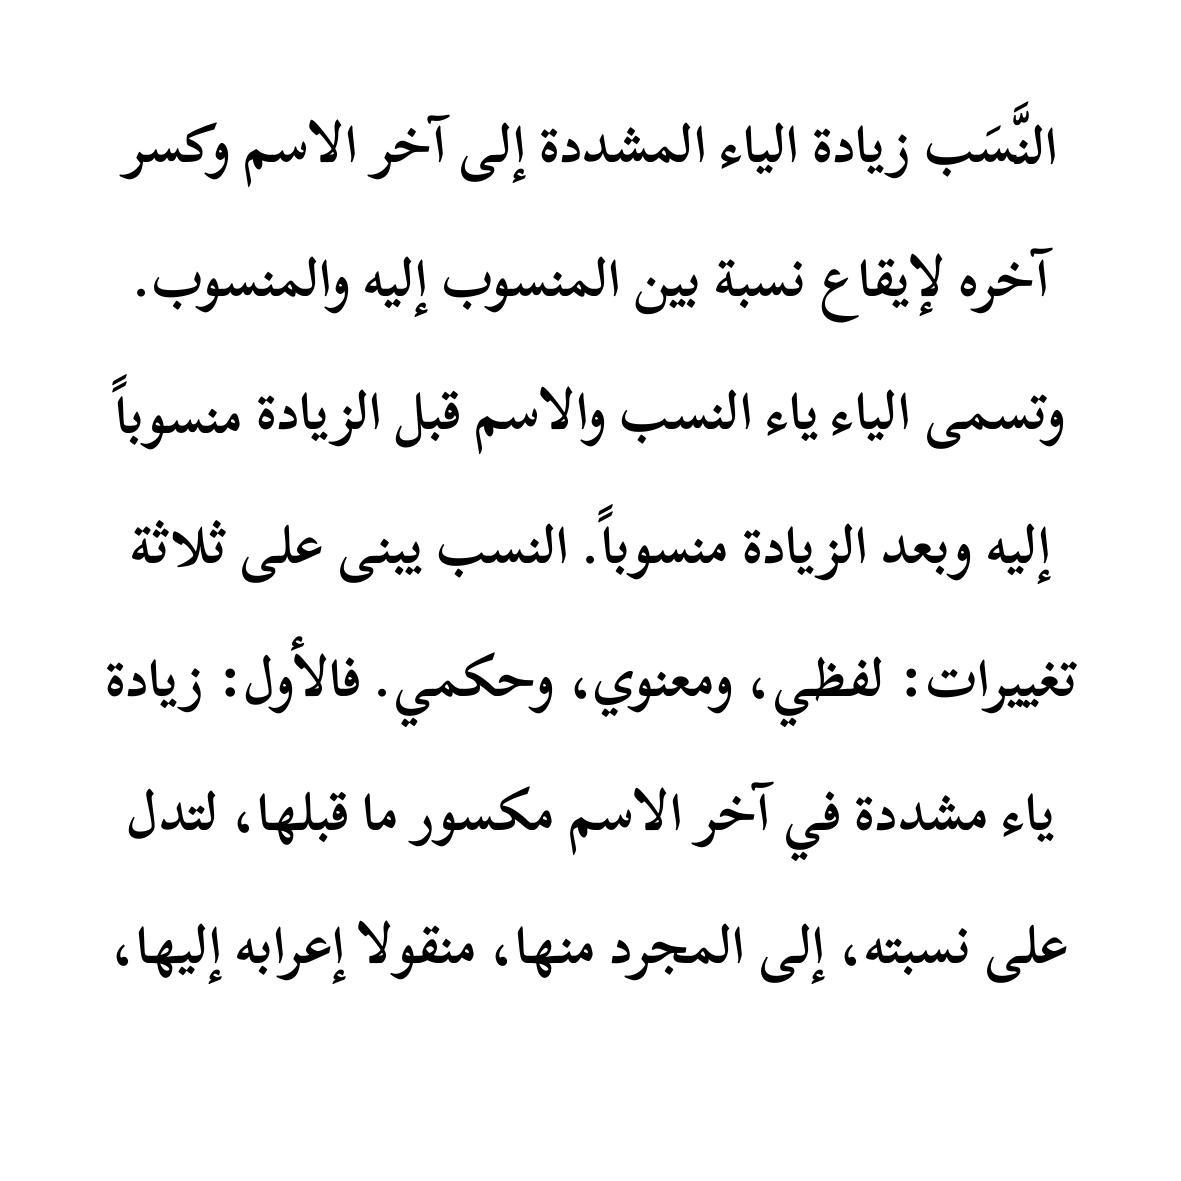 النَّسَب زيادة الياء المشددة إلى آخر الاسم وكسر
آخره لإيقاع نسبة بين المنسوب إليه والمنسوب.
وتسمى الياء ياء النسب والاسم قبل الزيادة منسوباً
إليه وبعد الزيادة منسوباً. النسب يبنى على ثلاثة
تغييرات: لفظي، ومعنوي، وحكمي. فالأول: زيادة
ياء مشددة في آخر الاسم مكسور ما قبلها، لتدل
على نسبته، إلى المجرد منها، منقولا إعرابه إليها،